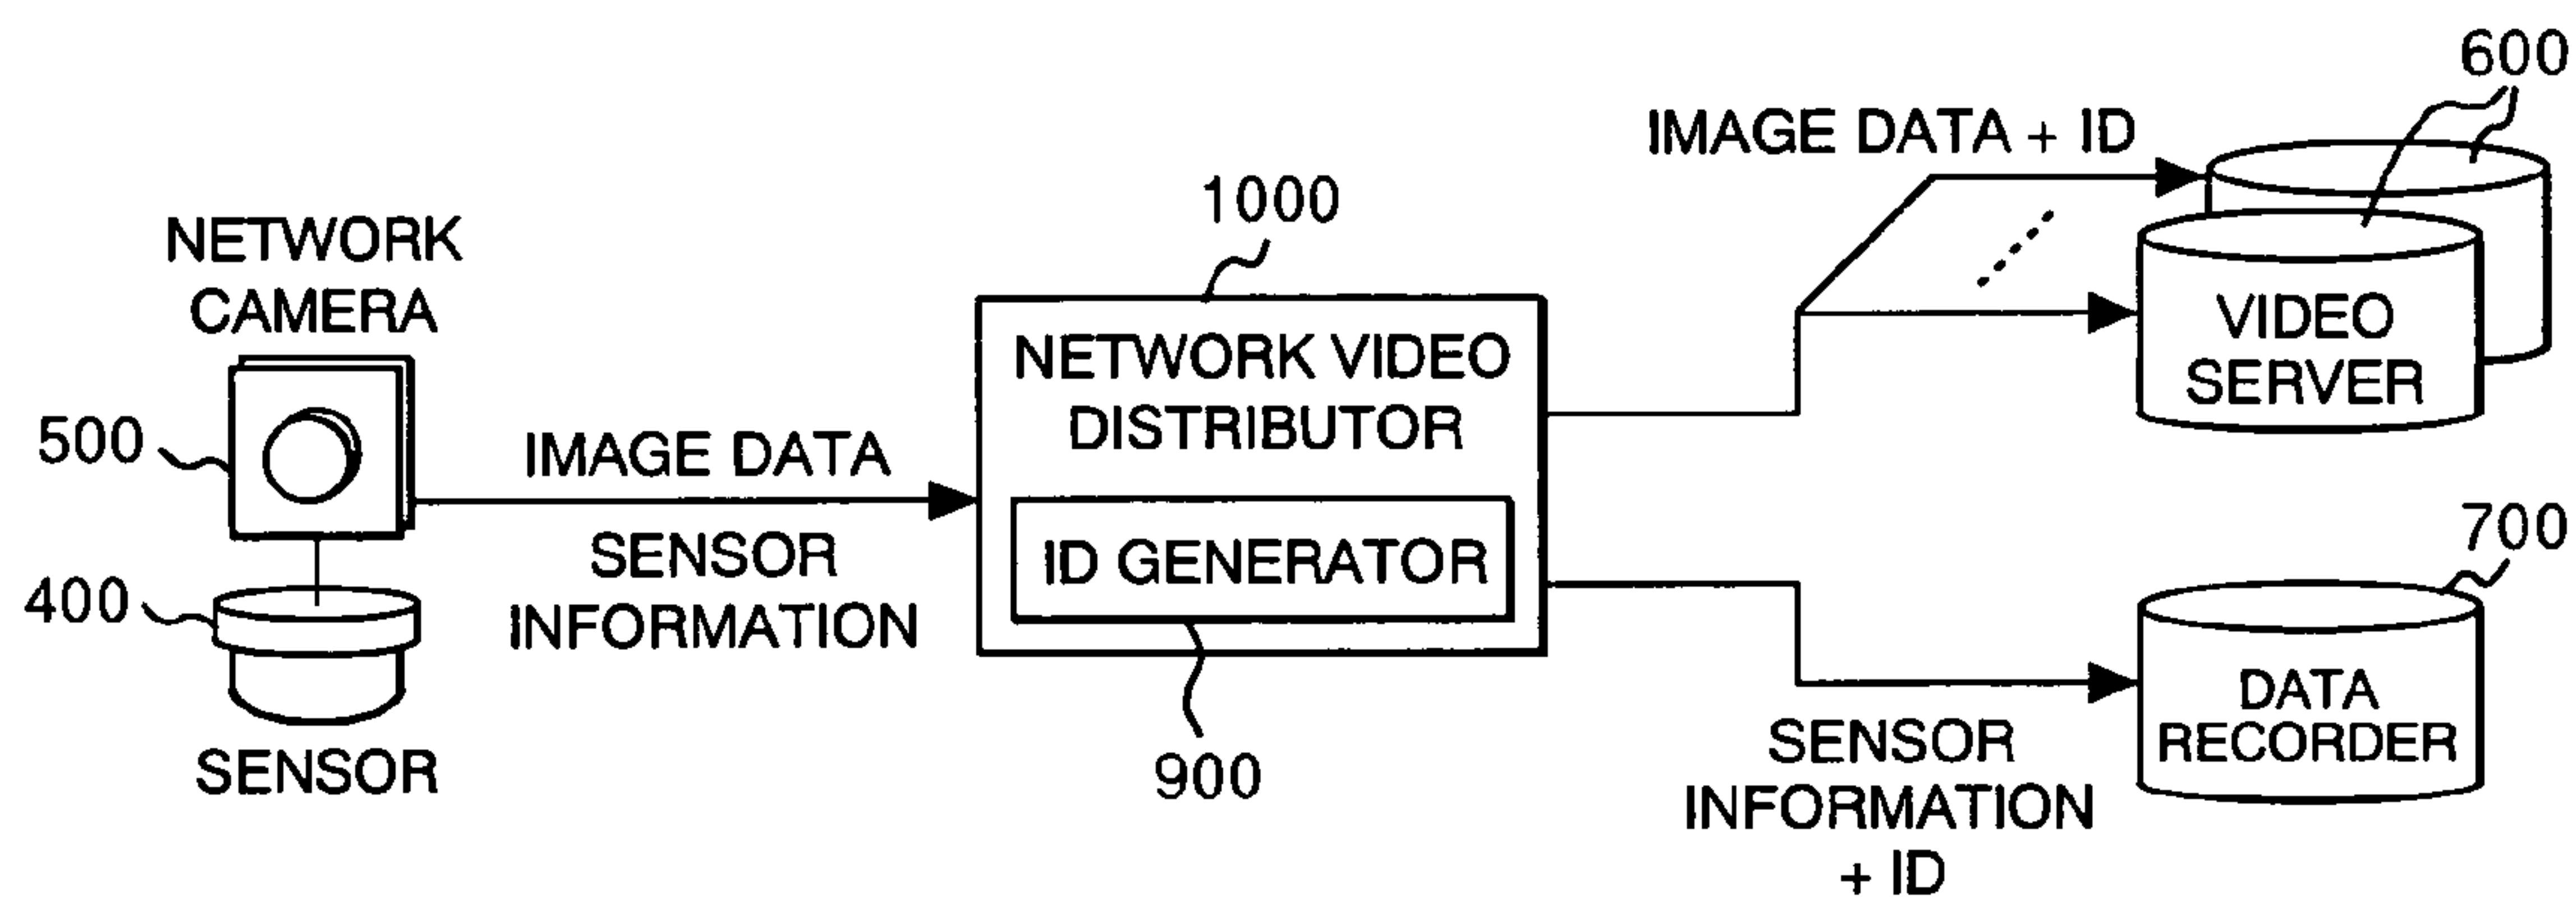 600
IMAGE DATA + ID
1000
NETWORK
CAMERA
NETWORK VIDEO
DISTRIBUTOR
VIDEO
SERVER
500
IMAGE DATA
SENSOR
INFORMATION
ID GENERATOR
700
400
DATA
RECORDER
SENSOR
900
SENSOR
INFORMATION
+ ID